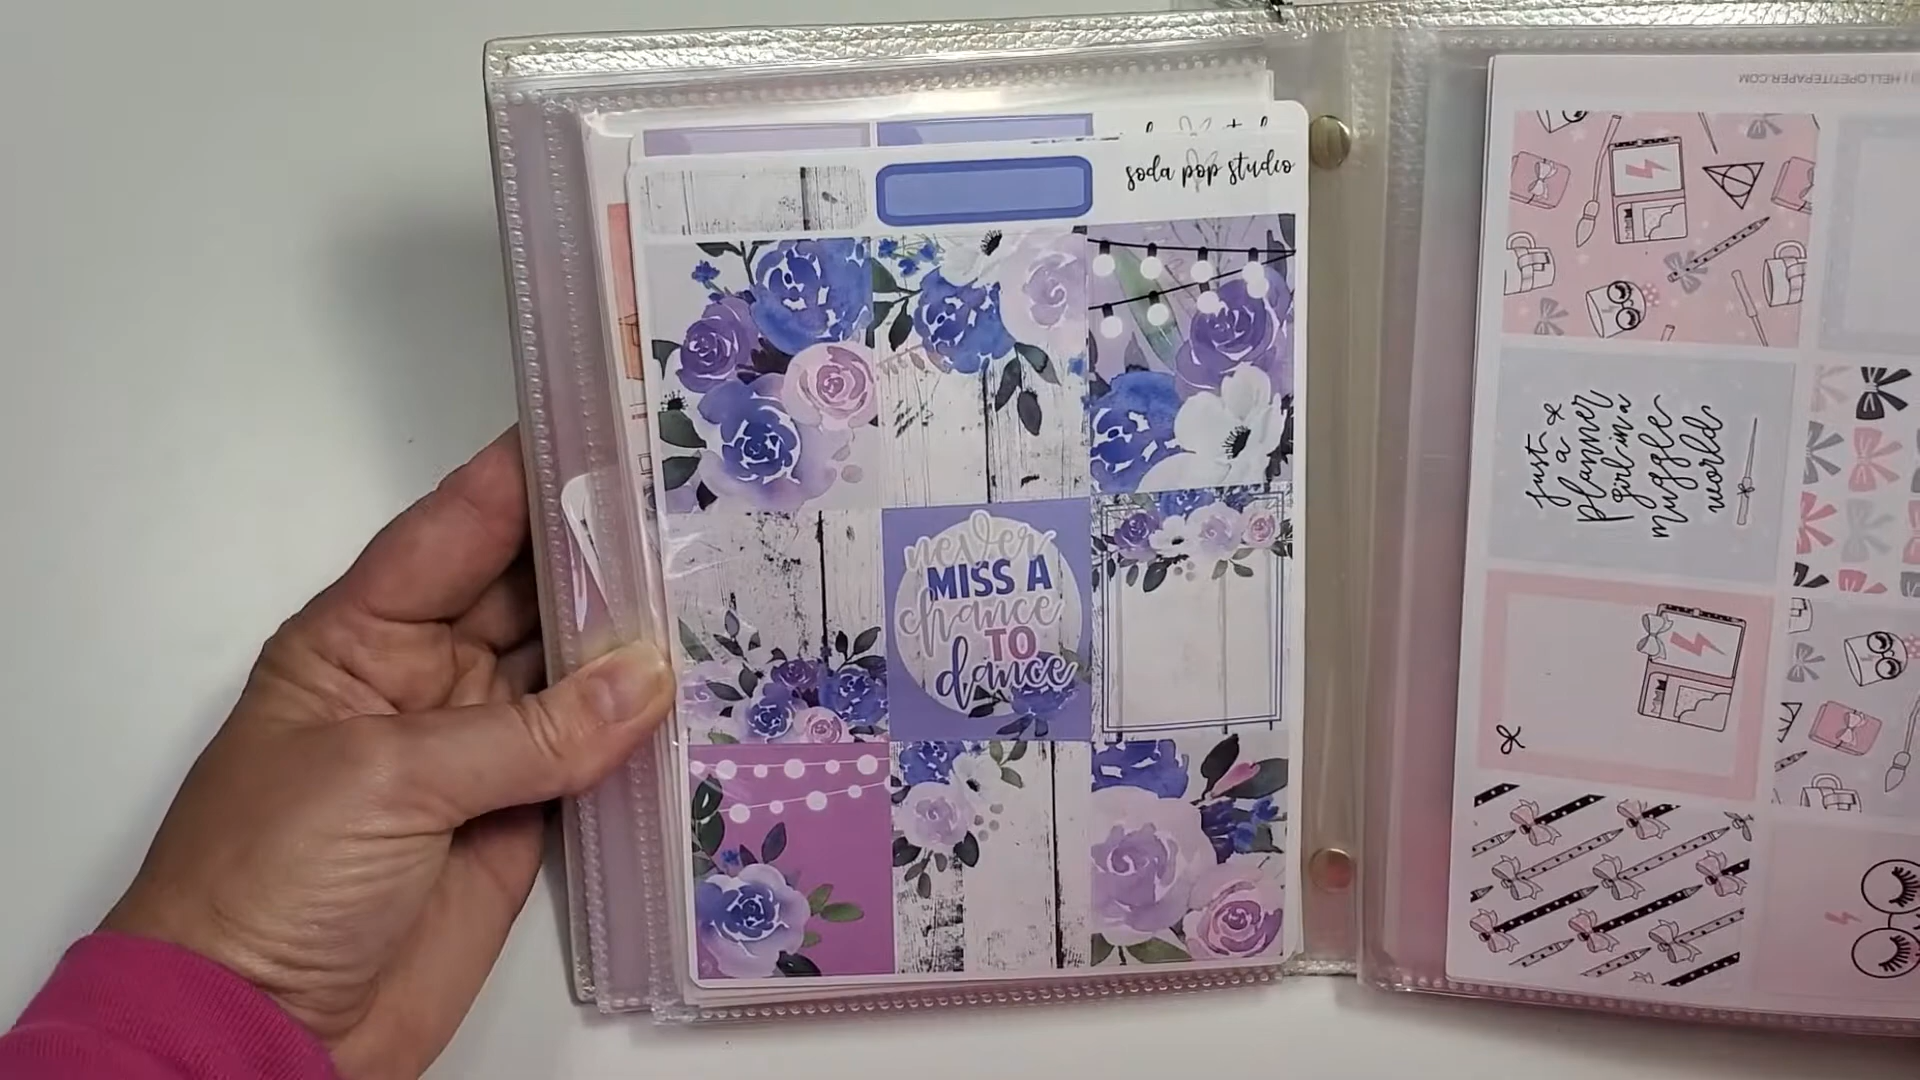 soda pop studio
never
MISS A
chance
TO
dance
HELLOPETITEPAPER.COM
just
a
planner
girl in a
muggle
world